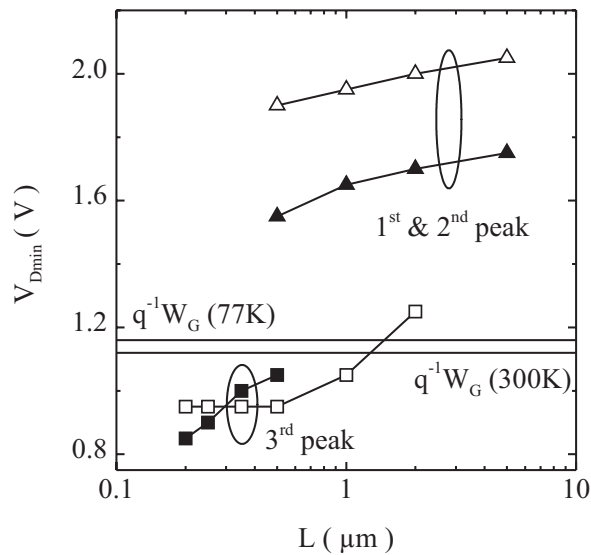 2.0
1.6
1.2
0.8
V_Dmin ( V )
1st & 2nd peak
q-1W_G (77K)
q-1W_G (300K)
3rd peak
0.1 1 10
L ( µm )